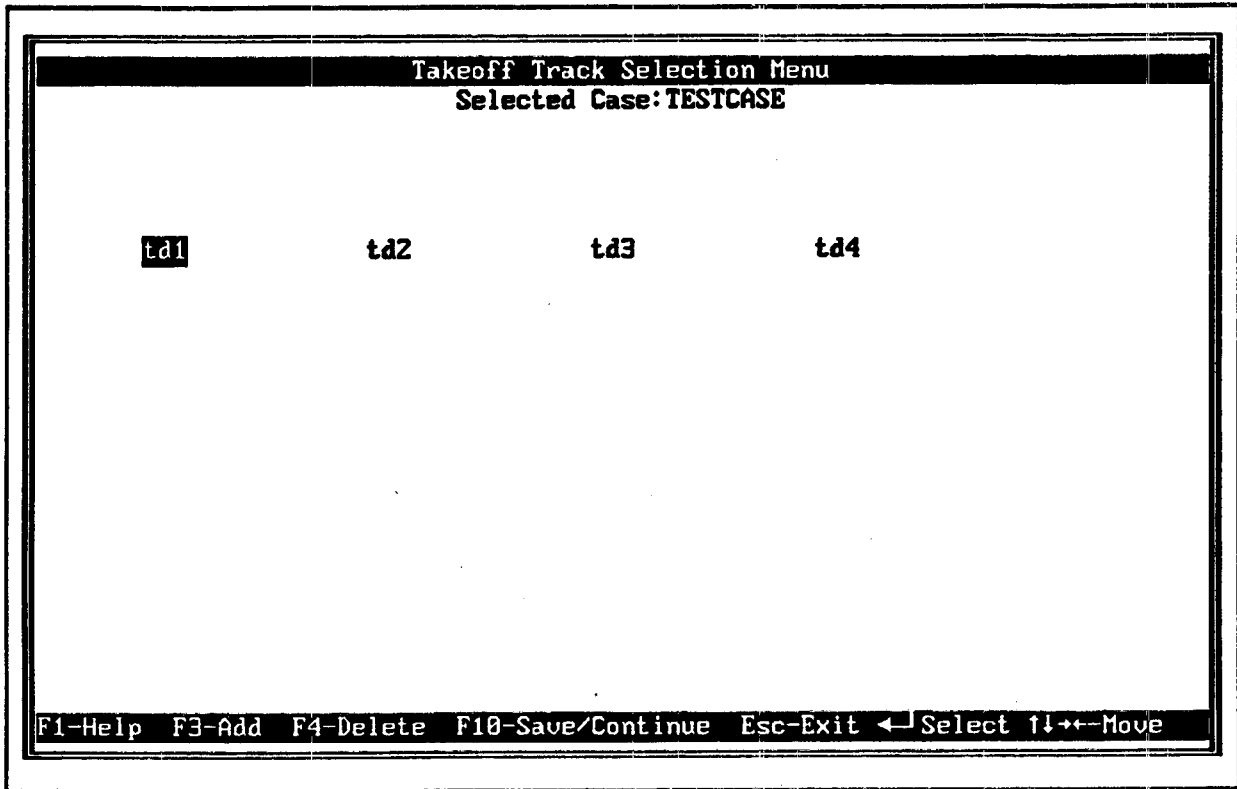 Takeoff Track Selection Menu
Selected Case:TESTCASE
td1 td2 td3 td4
F1-Help F3-Add F4-Delete F10-Save/Continue Esc-Exit ←┘Select ↑↓→←-Move